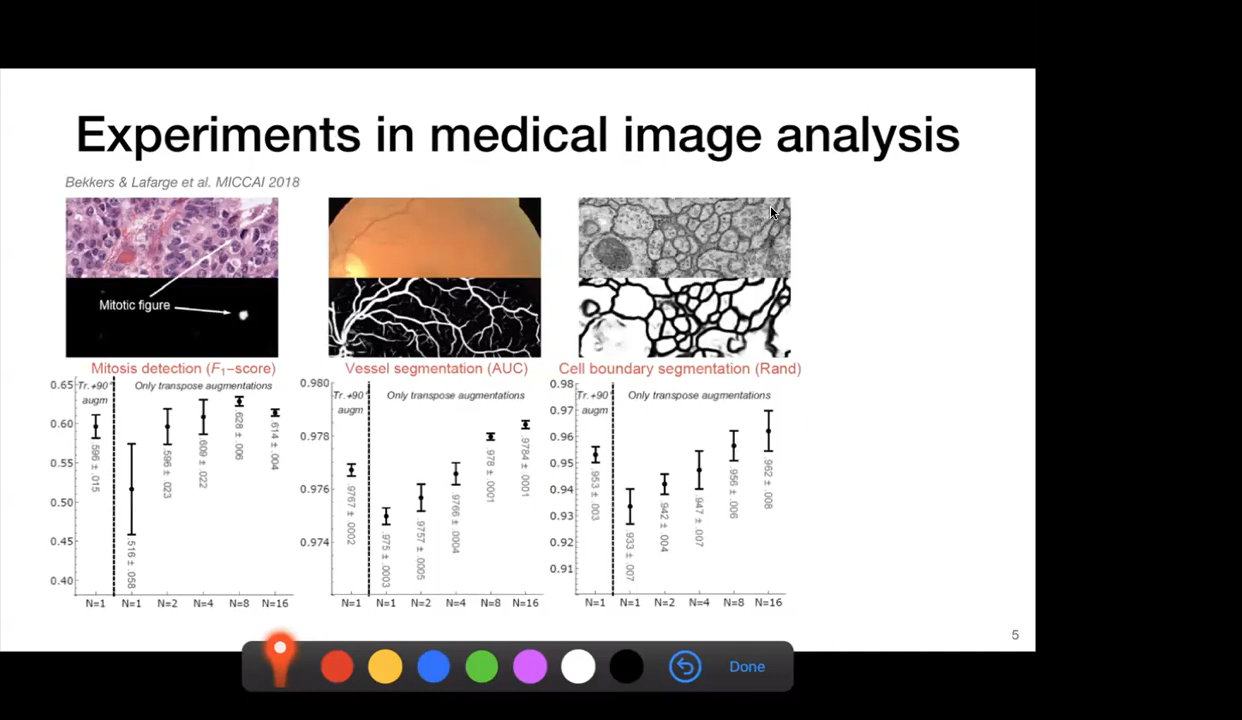 Experiments in medical image analysis
Bekkers & Lafarge et al. MICCAI 2018
Mitotic figure
Mitosis detection (F₁–score)
Tr.+90°
augm
Only transpose augmentations
0.65
0.60
0.55
0.50
0.45
0.40
.596 ± .015
.516 ± .058
.596 ± .023
.609 ± .022
.628 ± .006
.614 ± .004
N=1
N=1
N=2
N=4
N=8
N=16
Vessel segmentation (AUC)
Tr.+90°
augm
Only transpose augmentations
0.980
0.978
0.976
0.974
.9767 ± .0002
.975 ± .0003
.9757 ± .0005
.9766 ± .0004
.978 ± .0001
.9784 ± .0001
N=1
N=1
N=2
N=4
N=8
N=16
Cell boundary segmentation (Rand)
Tr.+90°
augm
Only transpose augmentations
0.98
0.97
0.96
0.95
0.94
0.93
0.92
0.91
.953 ± .003
.933 ± .007
.942 ± .004
.947 ± .007
.956 ± .006
.962 ± .008
N=1
N=1
N=2
N=4
N=8
N=16
5
Done